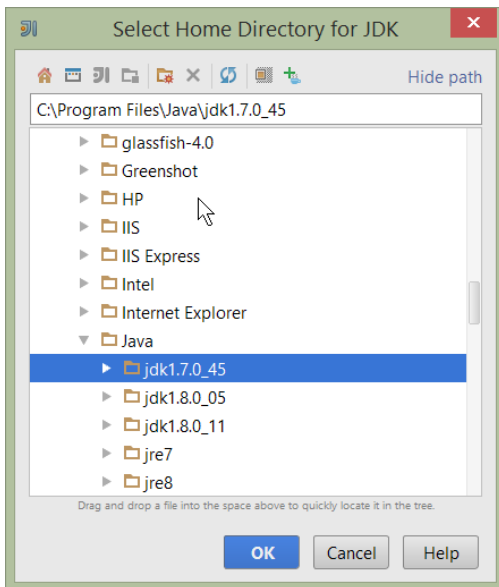 Select Home Directory for JDK
Hide path
C:\Program Files\Java\jdk1.7.0_45
glassfish-4.0
Greenshot
HP
IIS
IIS Express
Intel
Internet Explorer
Java
jdk1.7.0_45
jdk1.8.0_05
jdk1.8.0_11
jre7
jre8
Drag and drop a file into the space above to quickly locate it in the tree.
OK Cancel Help